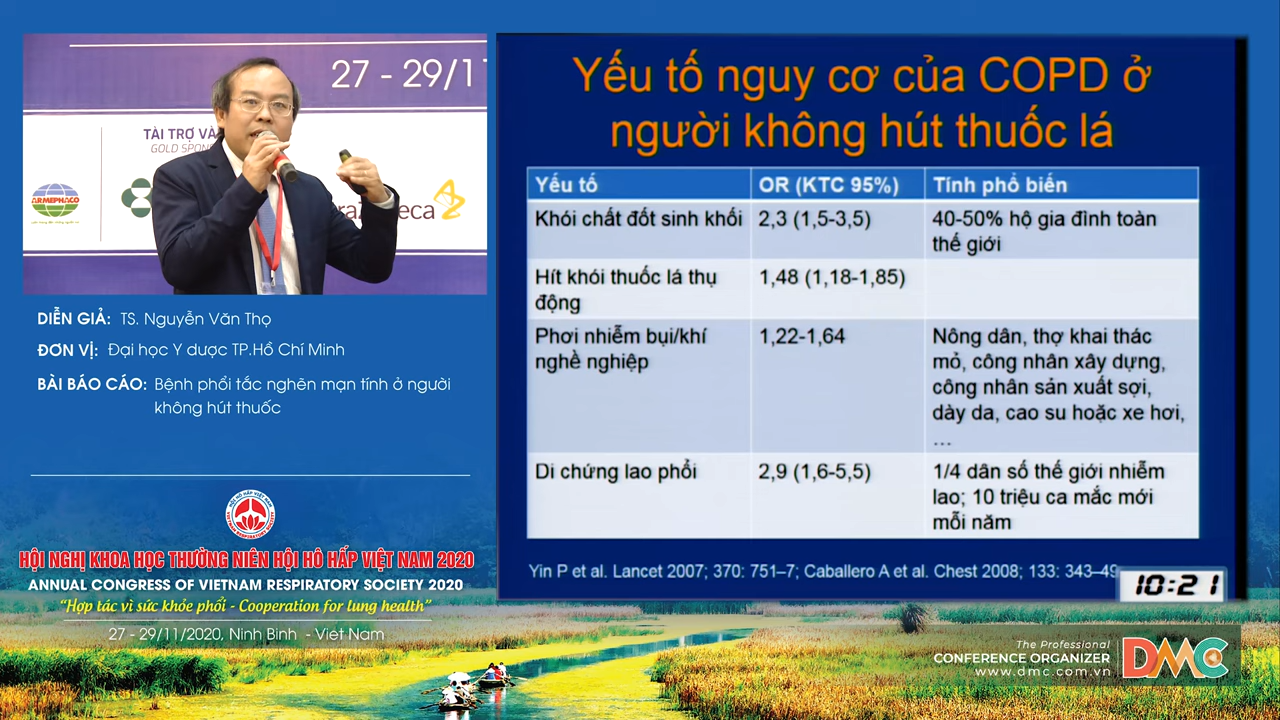 27 - 29/1
TÀI TRỢ VÀ
GOLD SPON
ARMEPHACO
DIỄN GIẢ: TS. Nguyễn Văn Thọ
ĐƠN VỊ: Đại học Y dược TP.Hồ Chí Minh
BÀI BÁO CÁO: Bệnh phổi tắc nghẽn mạn tính ở người
không hút thuốc
HỘI HÔ HẤP VIỆT NAM
VIETNAM RESPIRATORY SOCIETY
HỘI NGHỊ KHOA HỌC THƯỜNG NIÊN HỘI HÔ HẤP VIỆT NAM 2020
ANNUAL CONGRESS OF VIETNAM RESPIRATORY SOCIETY 2020
“Hợp tác vì sức khỏe phổi - Cooperation for lung health”
27 - 29/11/2020, Ninh Bình - Viet Nam
Yếu tố nguy cơ của COPD ở
người không hút thuốc lá
Yếu tố OR (KTC 95%) Tính phổ biến
Khói chất đốt sinh khối 2,3 (1,5-3,5) 40-50% hộ gia đình toàn
thế giới
Hít khói thuốc lá thụ 1,48 (1,18-1,85)
động
Phơi nhiễm bụi/khí 1,22-1,64 Nông dân, thợ khai thác
nghề nghiệp mỏ, công nhân xây dựng,
công nhân sản xuất sợi,
dày da, cao su hoặc xe hơi,
...
Di chứng lao phổi 2,9 (1,6-5,5) 1/4 dân số thế giới nhiễm
lao; 10 triệu ca mắc mới
mỗi năm
Yin P et al. Lancet 2007; 370: 751–7; Caballero A et al. Chest 2008; 133: 343–49
10:21
The Professional
CONFERENCE ORGANIZER
www.dmc.com.vn
DMC